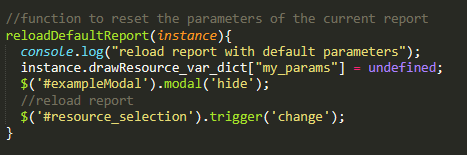 //function to reset the parameters of the current report
reloadDefaultReport(instance){
  console.log("reload report with default parameters");
  instance.drawResource_var_dict["my_params"] = undefined;
  $('#exampleModal').modal('hide');
  //reload report
  $('#resource_selection').trigger('change');
}